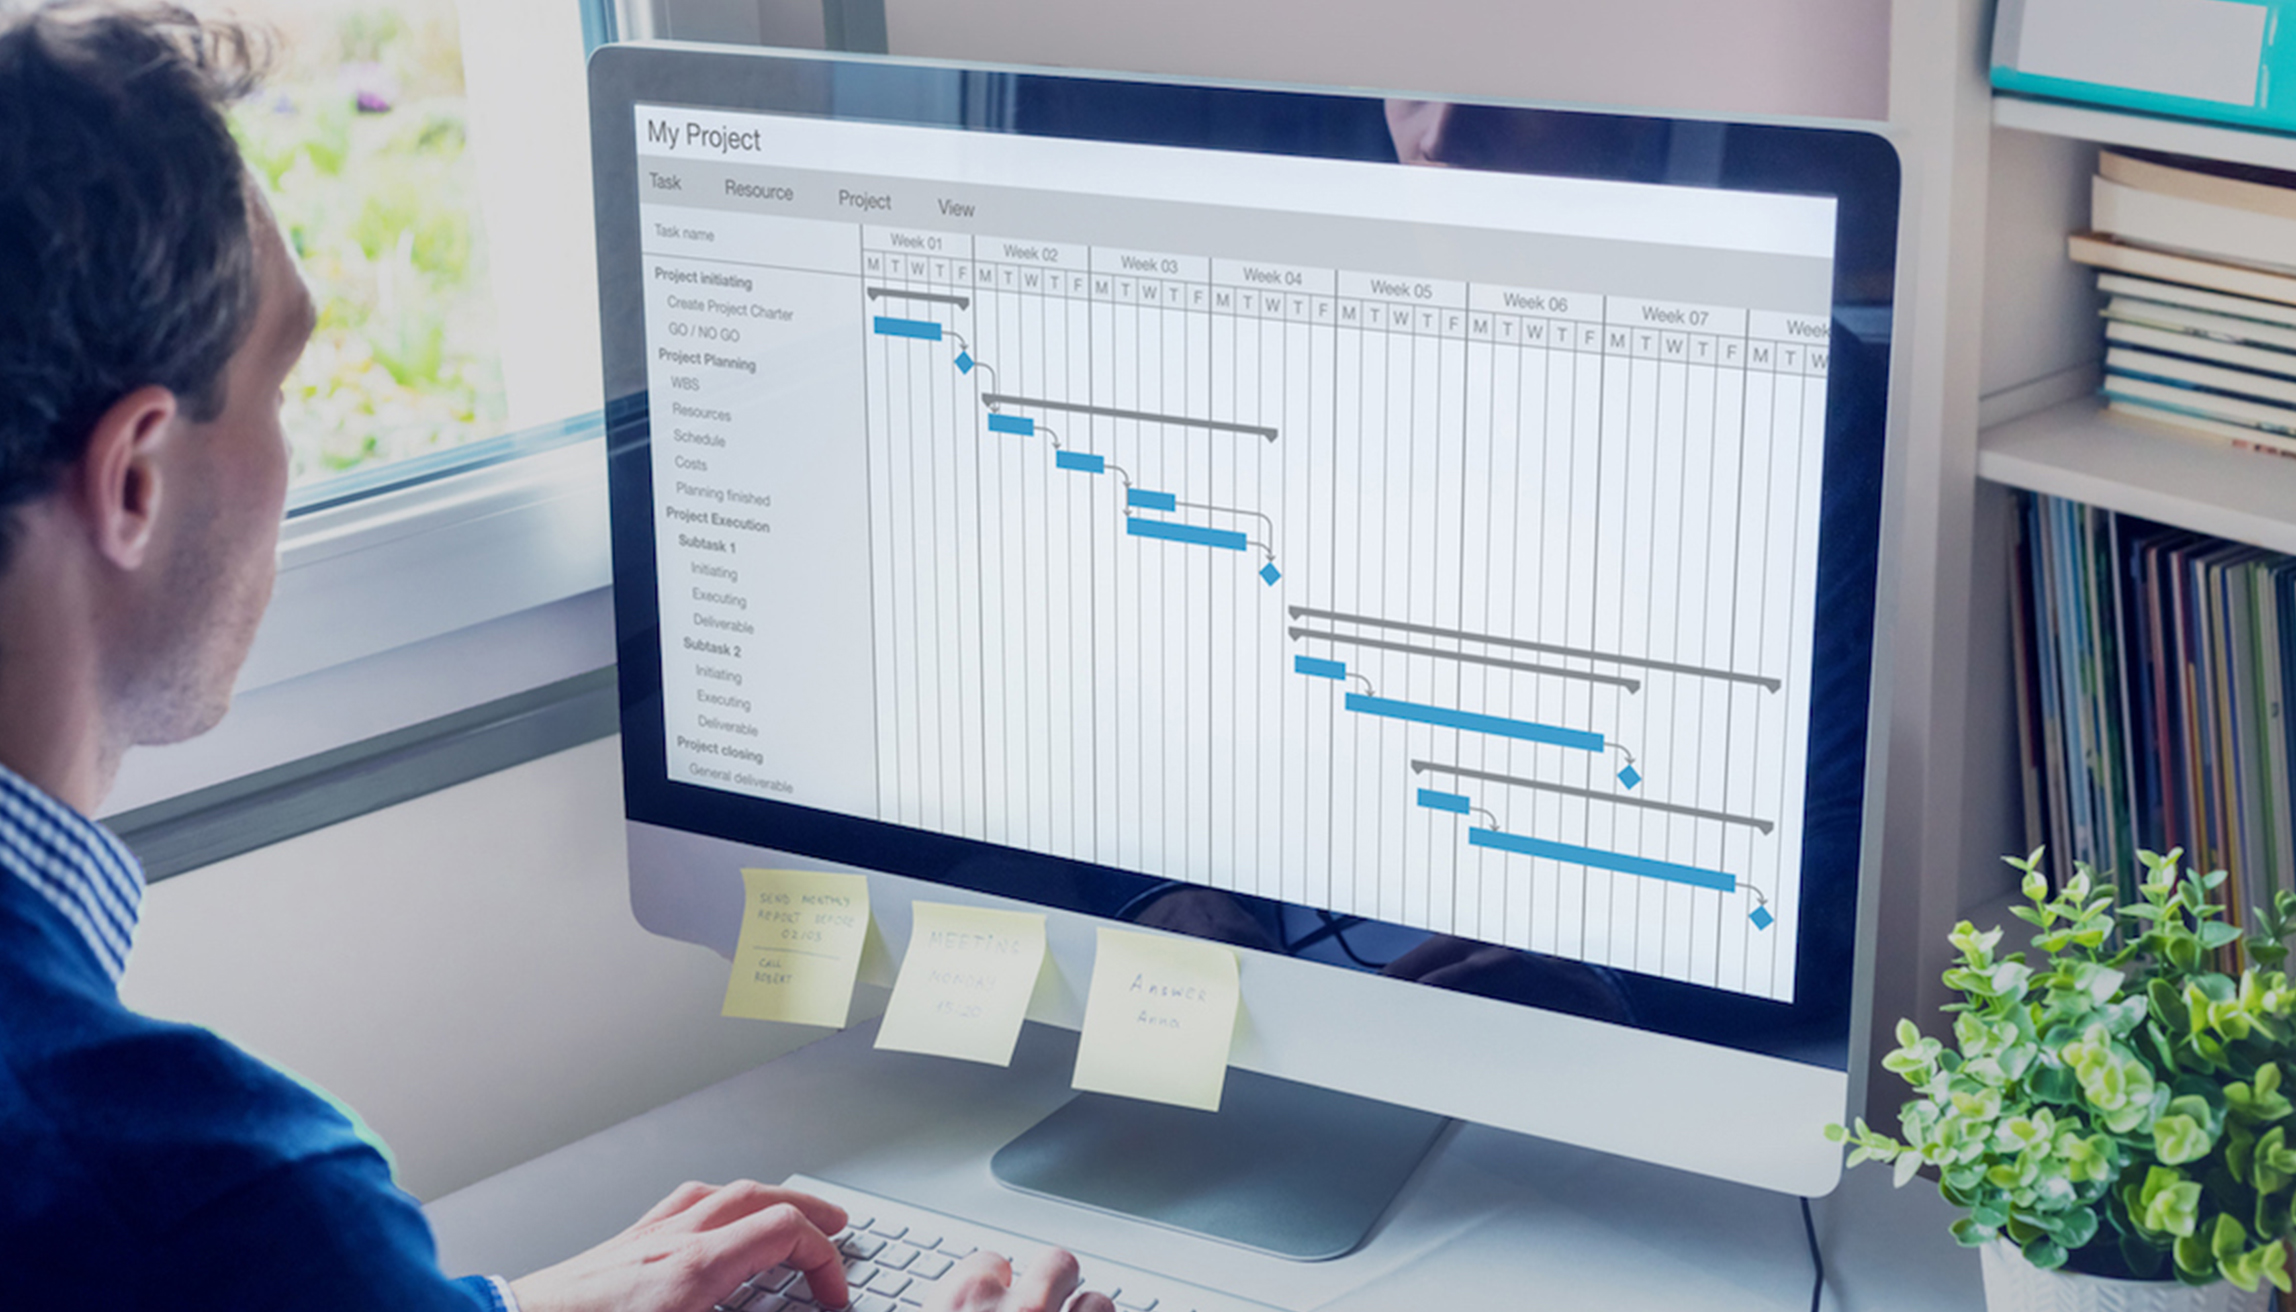 My Project
Task Resource Project View
Task name
Week 01 Week 02 Week 03 Week 04 Week 05 Week 06 Week 07 Week
M T W T F M T W T F M T W T F M T W T F M T W T F M T W T F M T W T F M T W
Project initiating
Create Project Charter
GO / NO GO
Project Planning
WBS
Resources
Schedule
Costs
Planning finished
Project Execution
Subtask 1
Initiating
Executing
Deliverable
Subtask 2
Initiating
Executing
Deliverable
Project closing
General deliverable
SEND MONTHLY
REPORT BEFORE
02/03
CALL
ROBERT
MEETING
MONDAY
15:20
Answer
Anna